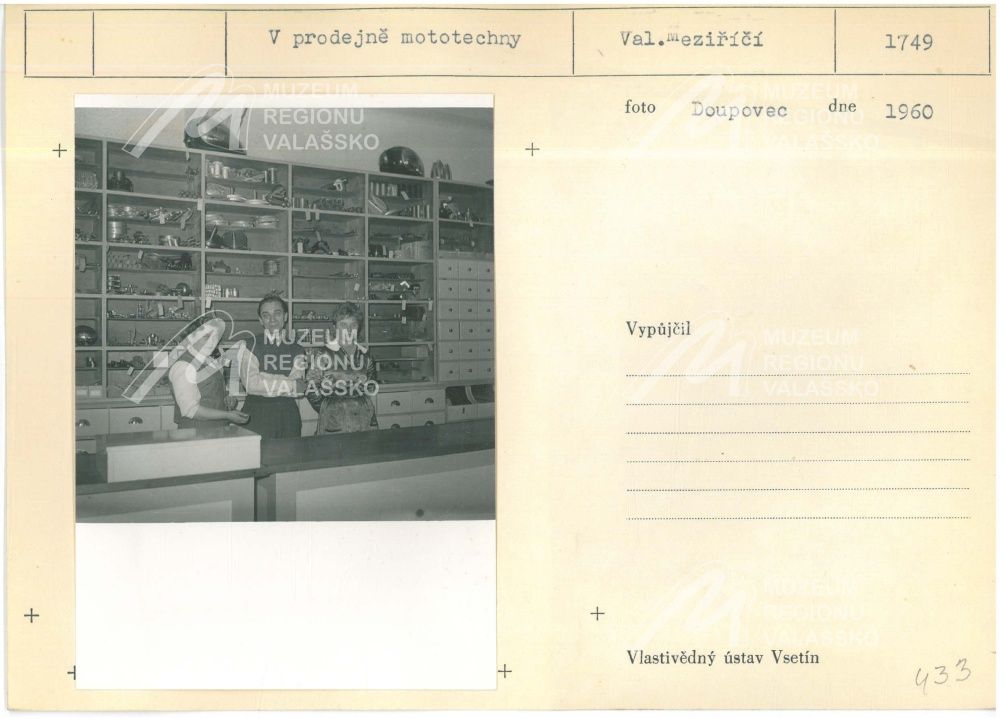 V prodejně mototechny
Val.Meziříčí
1749
foto Doupovec dne 1960
MUZEUM
REGIONU
VALAŠSKO
MUZEUM
REGIONU
VALAŠSKO
Vypůjčil
MUZEUM
REGIONU
VALAŠSKO
MUZEUM
REGIONU
VALAŠSKO
MUZEUM
REGIONU
VALAŠSKO
Vlastivědný ústav Vsetín
433